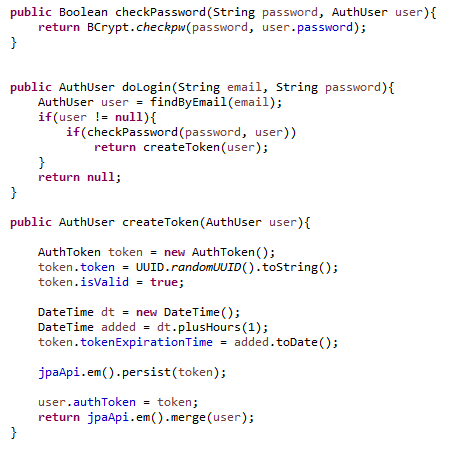 public Boolean checkPassword(String password, AuthUser user){
    return BCrypt.checkpw(password, user.password);
}

public AuthUser doLogin(String email, String password){
    AuthUser user = findByEmail(email);
    if(user != null){
        if(checkPassword(password, user))
            return createToken(user);
    }
    return null;
}

public AuthUser createToken(AuthUser user){

    AuthToken token = new AuthToken();
    token.token = UUID.randomUUID().toString();
    token.isValid = true;

    DateTime dt = new DateTime();
    DateTime added = dt.plusHours(1);
    token.tokenExpirationTime = added.toDate();

    jpaApi.em().persist(token);

    user.authToken = token;
    return jpaApi.em().merge(user);
}